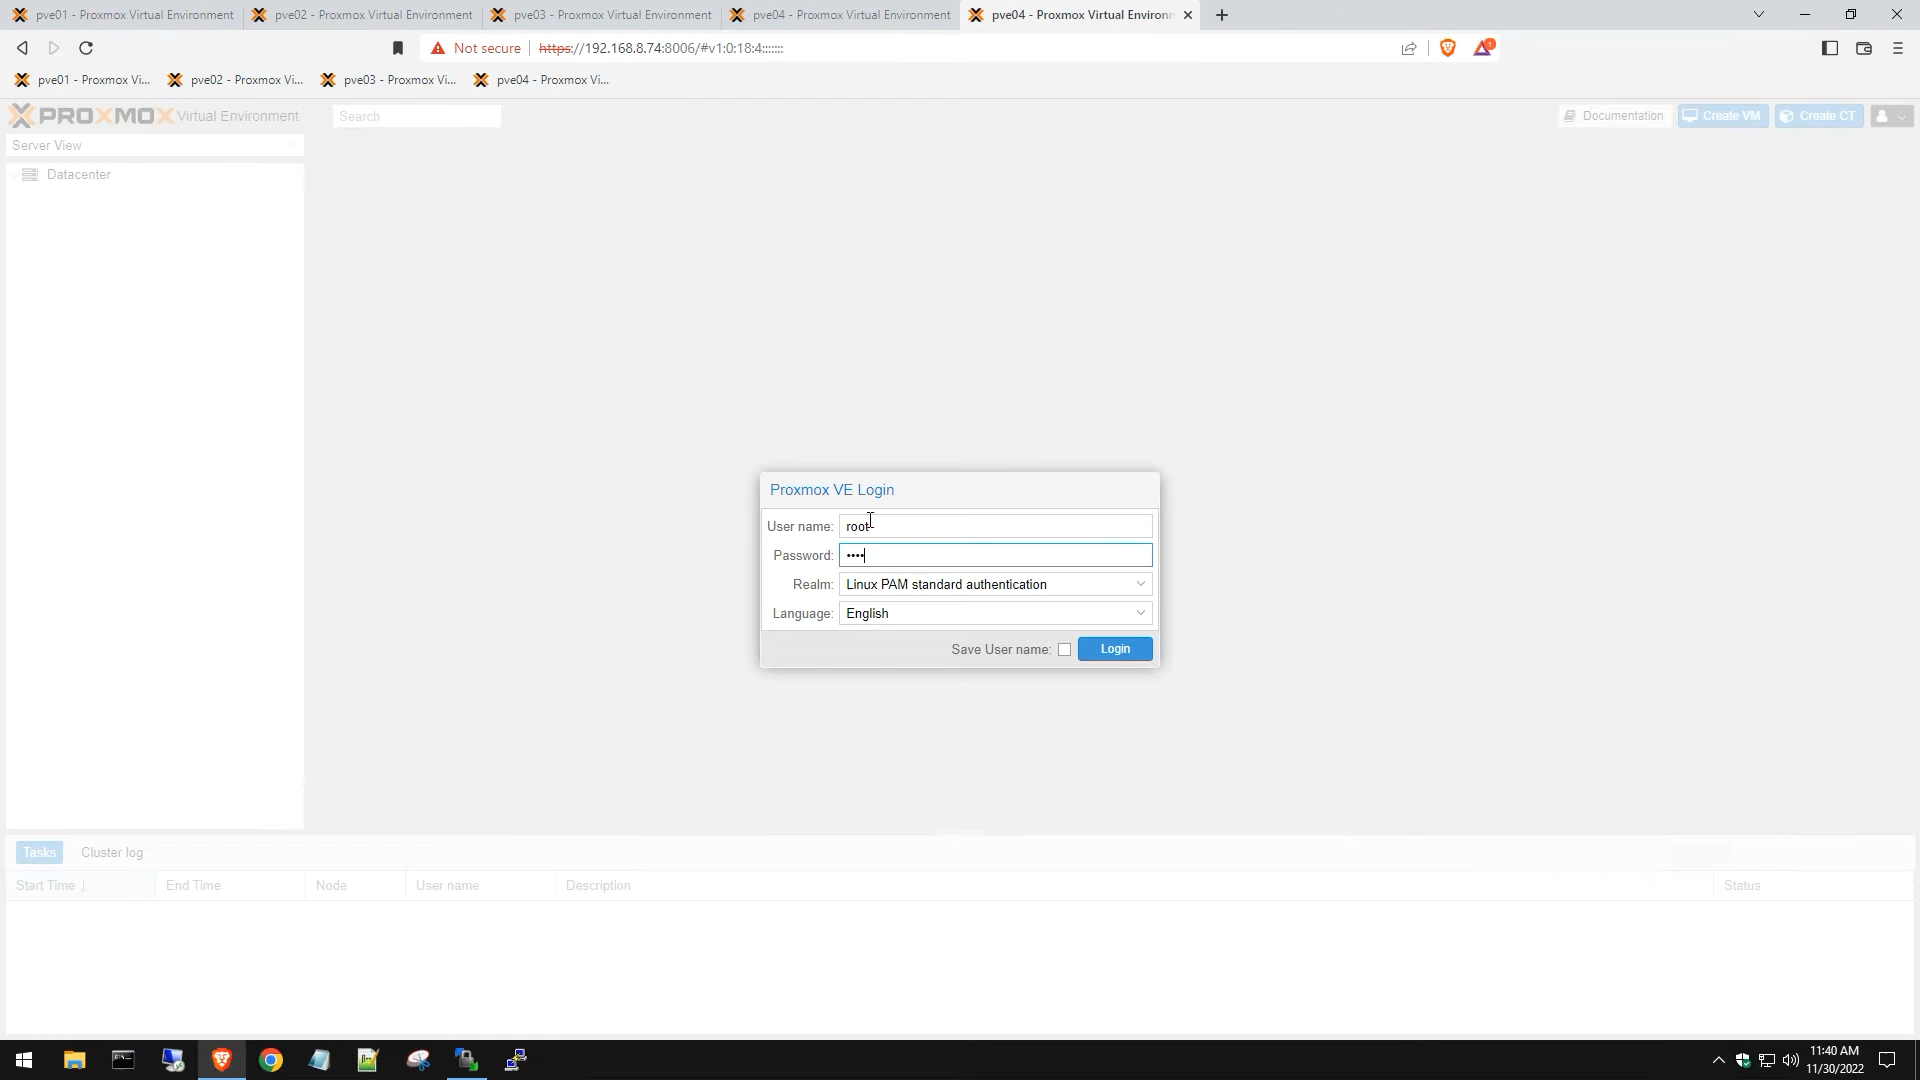 pve01 - Proxmox Virtual Environment
pve02 - Proxmox Virtual Environment
pve03 - Proxmox Virtual Environment
pve04 - Proxmox Virtual Environment
pve04 - Proxmox Virtual Environ
Not secure
https://192.168.8.74:8006/#v1:0:18:4:::::::
1
pve01 - Proxmox Vi...
pve02 - Proxmox Vi...
pve03 - Proxmox Vi...
pve04 - Proxmox Vi...
PROXMOX Virtual Environment
Search
Documentation
Create VM
Create CT
Server View
Datacenter
Proxmox VE Login
User name: root
Password: ••••
Realm: Linux PAM standard authentication
Language: English
Save User name:
Login
Tasks
Cluster log
Start Time ↓
End Time
Node
User name
Description
Status
11:40 AM
11/30/2022